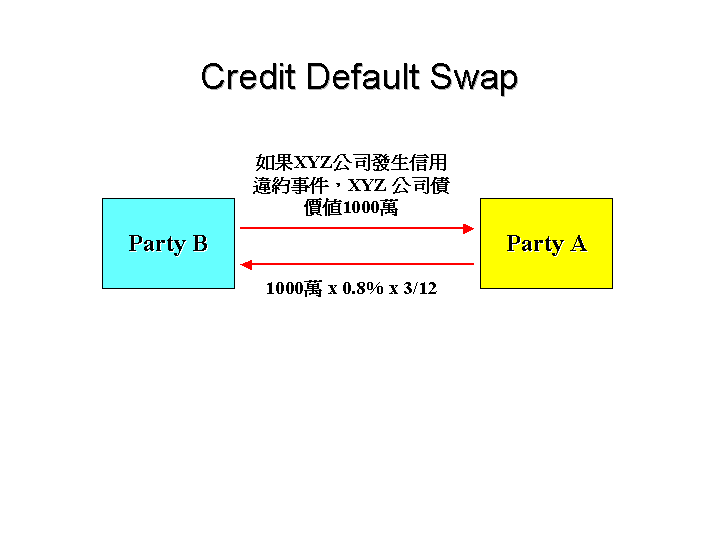 Credit Default Swap
如果XYZ公司發生信用
違約事件，XYZ 公司債
價值1000萬
Party B
Party A
1000萬 x 0.8% x 3/12